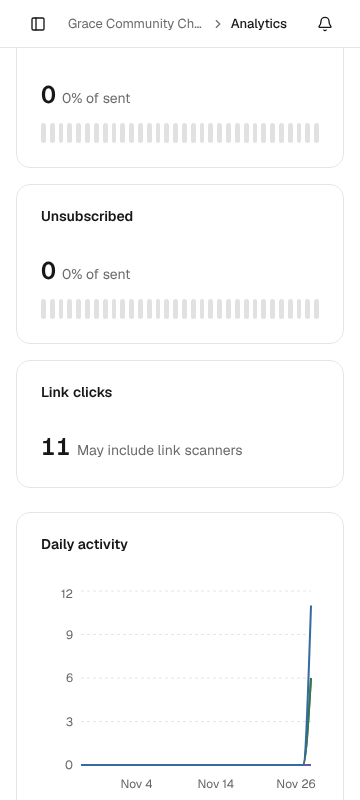 Grace Community Ch... > Analytics
0 0% of sent
Unsubscribed
0 0% of sent
Link clicks
11 May include link scanners
Daily activity
12
9
6
3
0
Nov 4 Nov 14 Nov 26